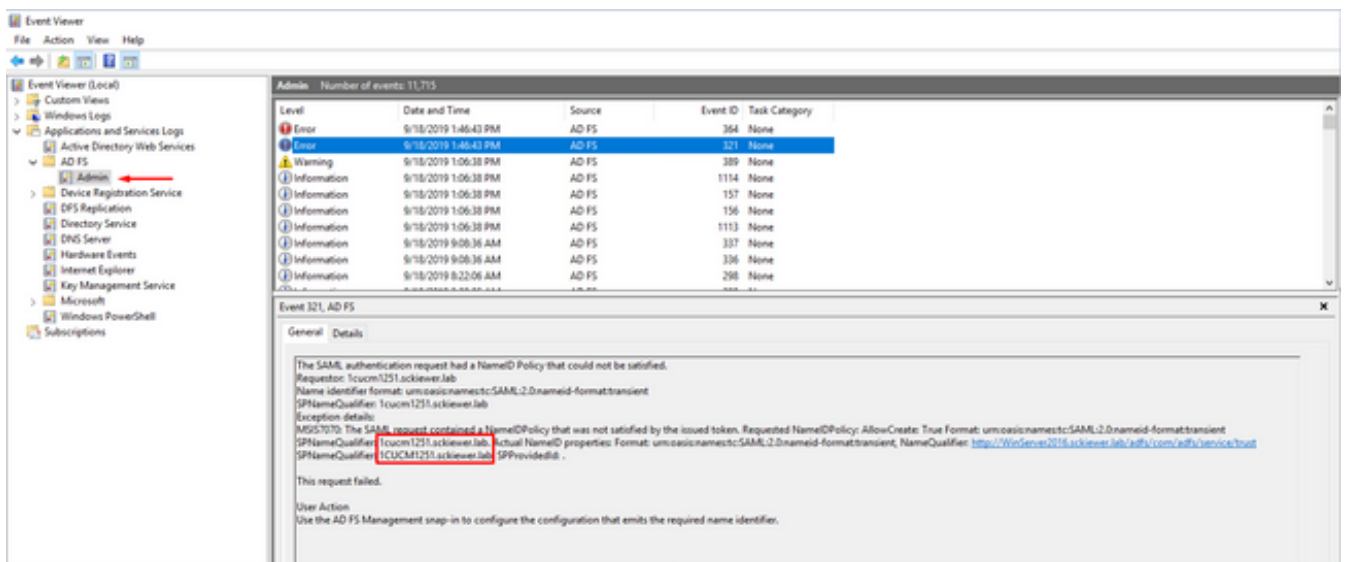 Event Viewer
File Action View Help
Event Viewer (Local)
Custom Views
Windows Logs
Applications and Services Logs
Active Directory Web Services
AD FS
Admin
Device Registration Service
DFS Replication
Directory Service
DNS Server
Hardware Events
Internet Explorer
Key Management Service
Microsoft
Windows PowerShell
Subscriptions
Admin Number of events: 11,715
Level Date and Time Source Event ID Task Category
Error 9/18/2019 1:46:43 PM AD FS 364 None
Error 9/18/2019 1:46:43 PM AD FS 321 None
Warning 9/18/2019 1:06:38 PM AD FS 389 None
Information 9/18/2019 1:06:38 PM AD FS 1114 None
Information 9/18/2019 1:06:38 PM AD FS 157 None
Information 9/18/2019 1:06:38 PM AD FS 156 None
Information 9/18/2019 1:06:38 PM AD FS 1113 None
Information 9/18/2019 9:08:36 AM AD FS 337 None
Information 9/18/2019 9:08:36 AM AD FS 336 None
Information 9/18/2019 8:22:06 AM AD FS 298 None
Event 321, AD FS
General Details
The SAML authentication request had a NameID Policy that could not be satisfied.
Requestor: 1cucm1251.sckiewer.lab
Name identifier format: urn:oasis:names:tc:SAML:2.0:nameid-format:transient
SPNameQualifier: 1cucm1251.sckiewer.lab
Exception details:
MSIS7070: The SAML request contained a NameIDPolicy that was not satisfied by the issued token. Requested NameIDPolicy: AllowCreate: True Format: urn:oasis:names:tc:SAML:2.0:nameid-format:transient
SPNameQualifier: 1cucm1251.sckiewer.lab. Actual NameID properties: Format: urn:oasis:names:tc:SAML:2.0:nameid-format:transient, NameQualifier: http://WinServer2016.sckiewer.lab/adfs/com/adfs/service/trust
SPNameQualifier: 1CUCM1251.sckiewer.lab, SPProvidedId: .
This request failed.
User Action
Use the AD FS Management snap-in to configure the configuration that emits the required name identifier.